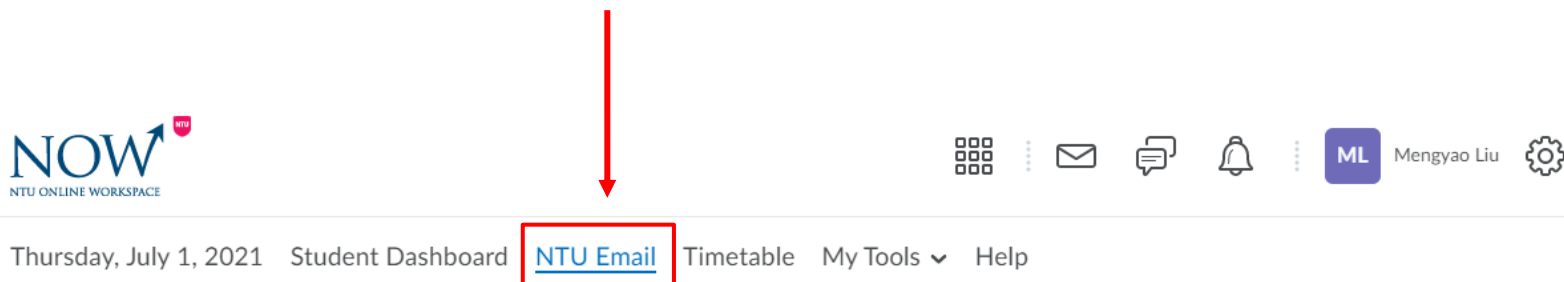 NOW NTU
NTU ONLINE WORKSPACE
ML Mengyao Liu
Thursday, July 1, 2021 Student Dashboard NTU Email Timetable My Tools Help